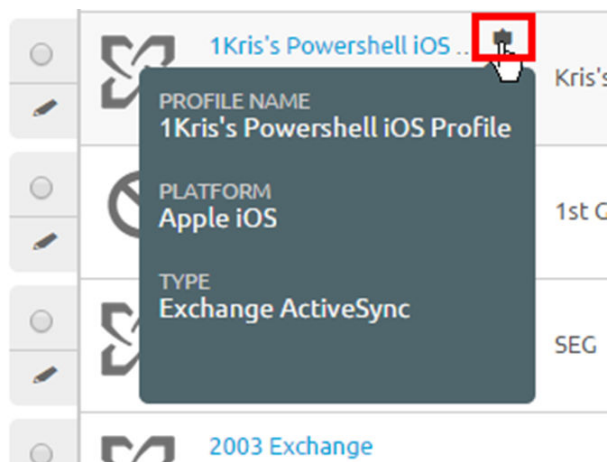 1Kris's Powershell iOS ...
Kris's
PROFILE NAME
1Kris's Powershell iOS Profile
PLATFORM
Apple iOS
1st G
TYPE
Exchange ActiveSync
SEG
2003 Exchange